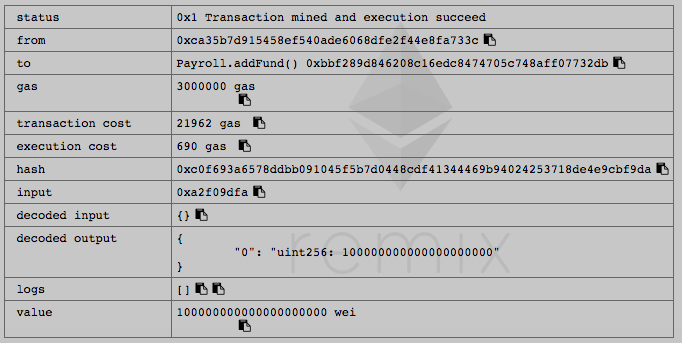 status 0x1 Transaction mined and execution succeed
from 0xca35b7d915458ef540ade6068dfe2f44e8fa733c
to Payroll.addFund() 0xbbf289d846208c16edc8474705c748aff07732db
gas 3000000 gas
transaction cost 21962 gas
execution cost 690 gas
hash 0xc0f693a6578ddbb091045f5b7d0448cdf41344469b94024253718de4e9cbf9da
input 0xa2f09dfa
decoded input {}
decoded output {
"0": "uint256: 100000000000000000000"
}
logs []
value 100000000000000000000 wei
remix